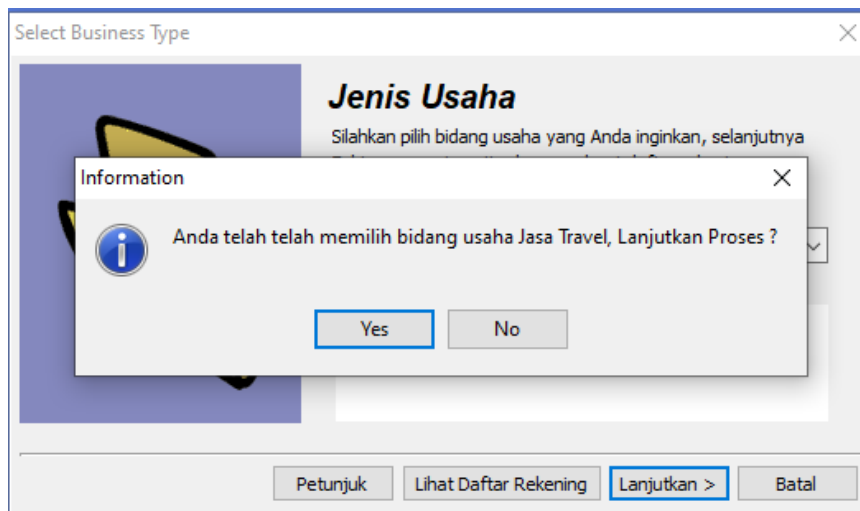 Select Business Type
Jenis Usaha
Silahkan pilih bidang usaha yang Anda inginkan, selanjutnya
Information
Anda telah telah memilih bidang usaha Jasa Travel, Lanjutkan Proses ?
Yes
No
Petunjuk
Lihat Daftar Rekening
Lanjutkan >
Batal